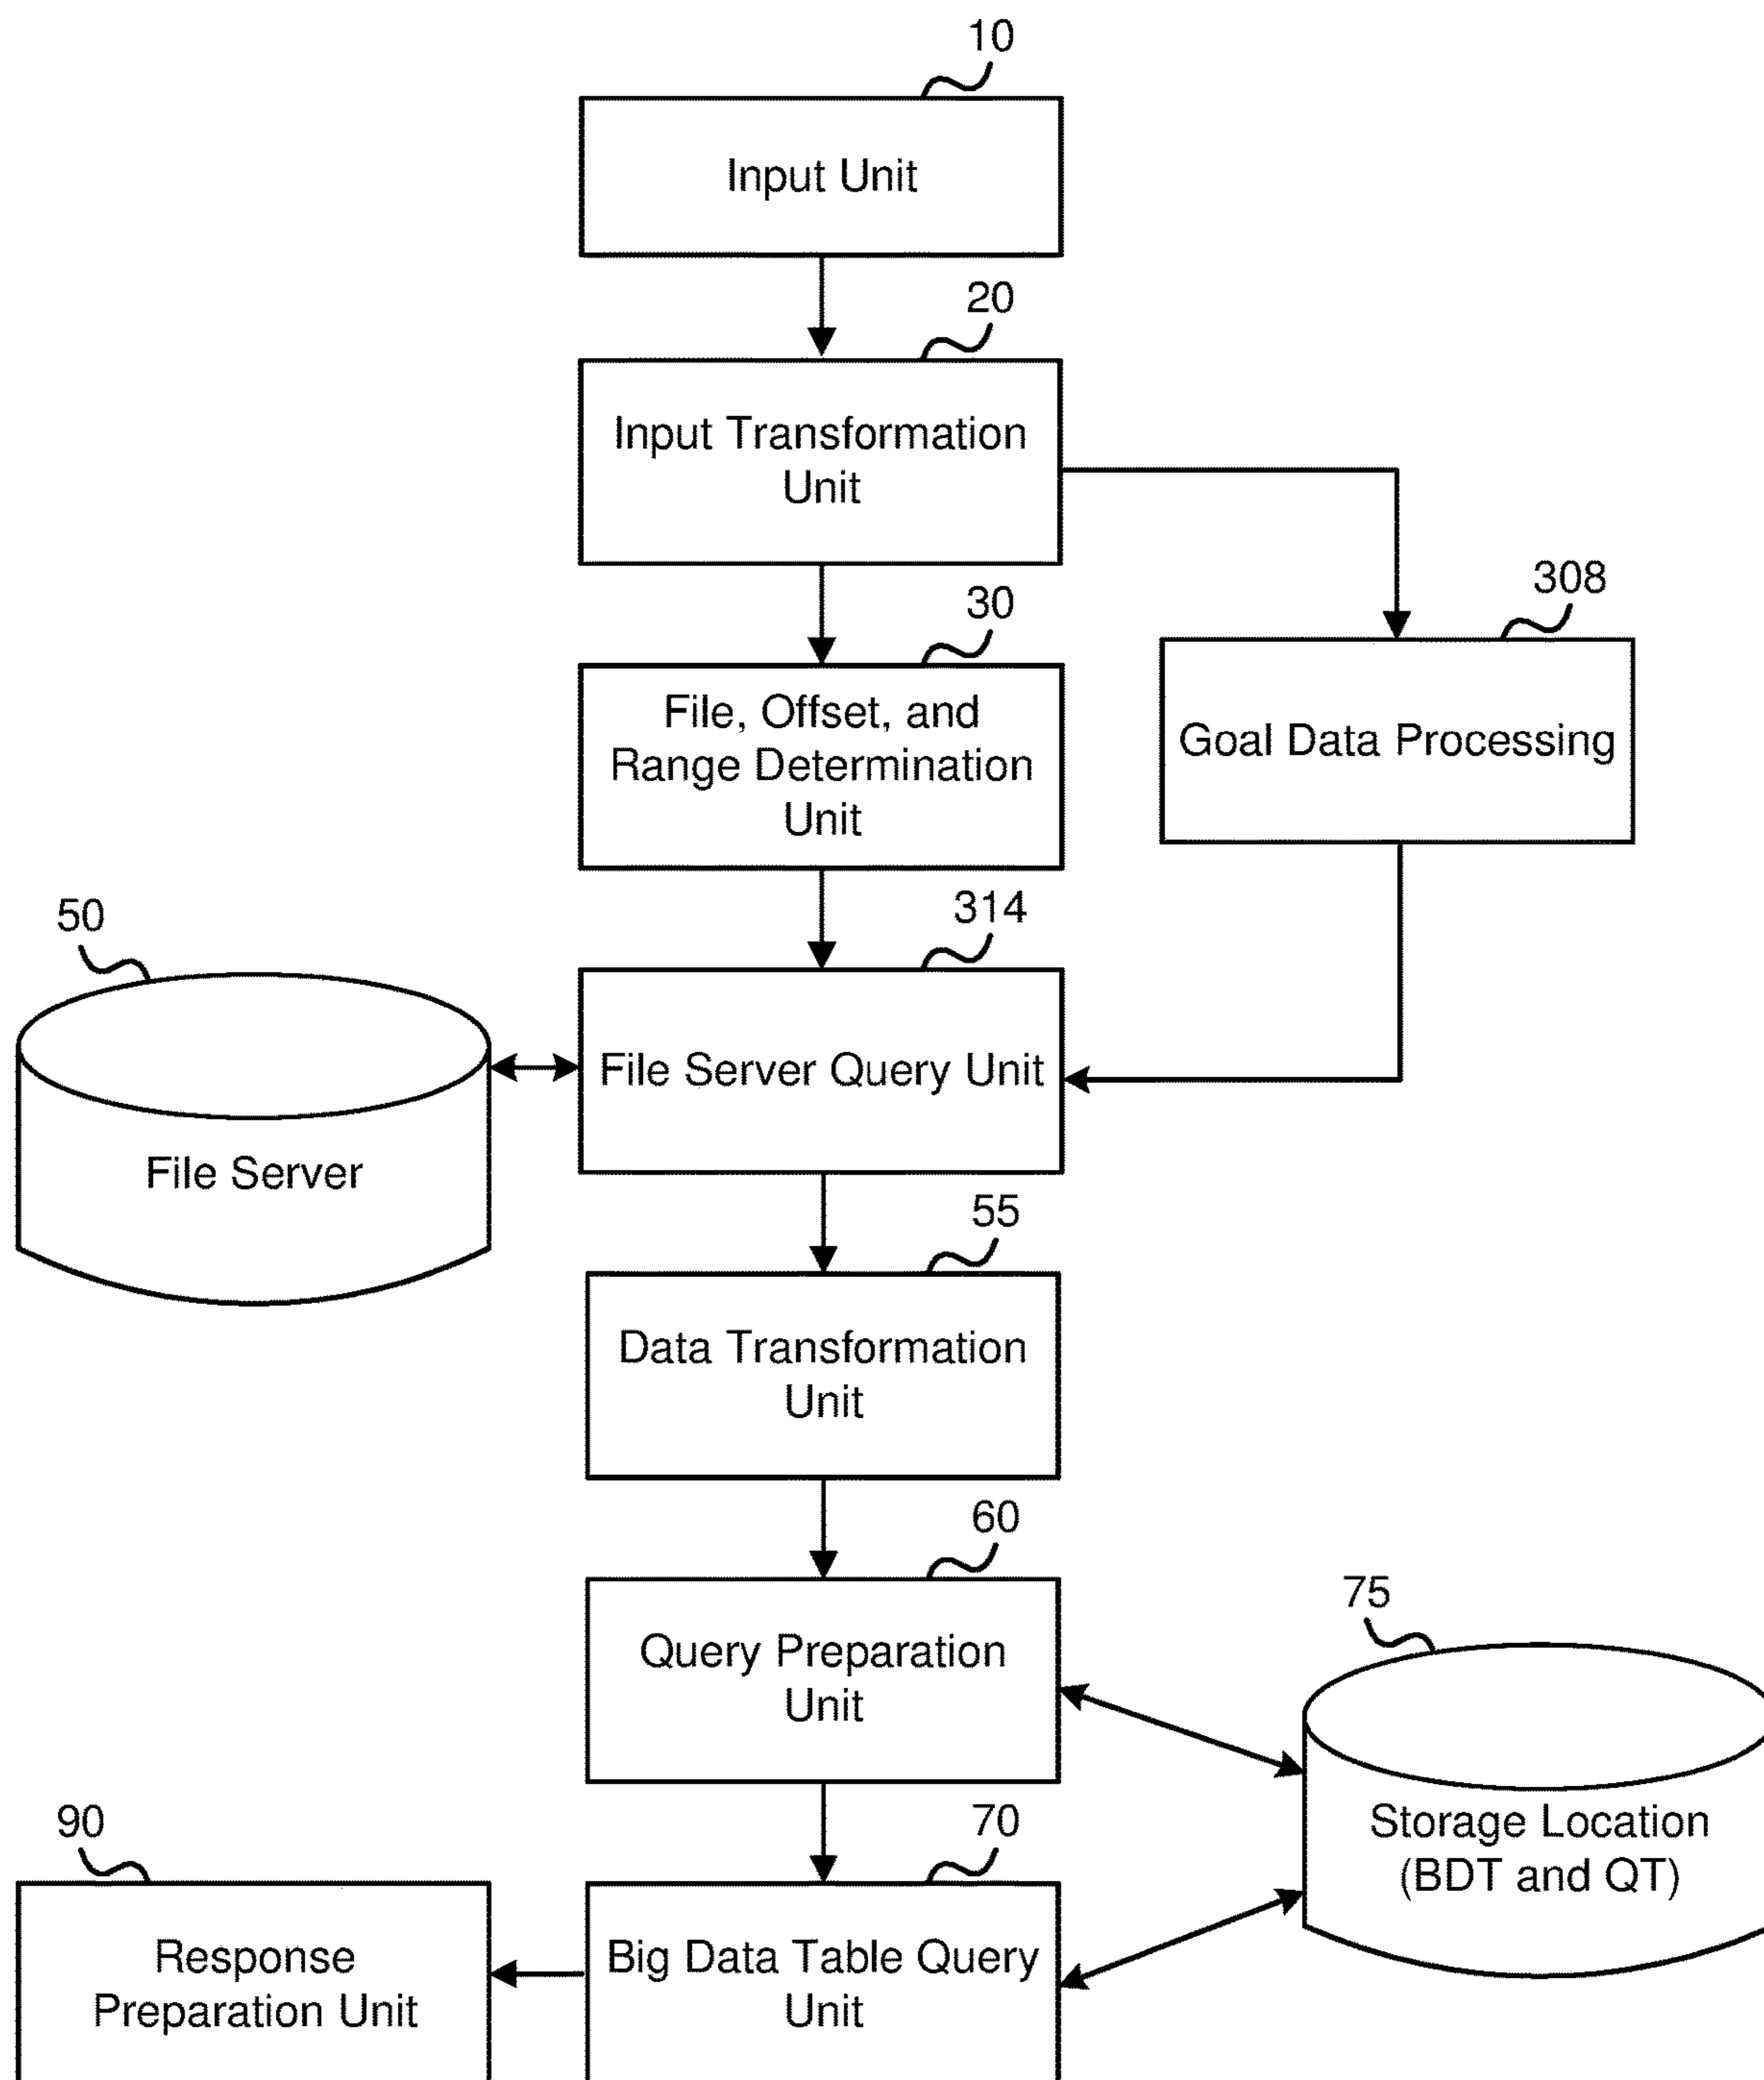 10
Input Unit
20
Input Transformation
Unit
30
File, Offset, and
Range Determination
Unit
308
Goal Data Processing
314
File Server Query Unit
50
File Server
55
Data Transformation
Unit
60
Query Preparation
Unit
75
Storage Location
(BDT and QT)
70
Big Data Table Query
Unit
90
Response
Preparation Unit